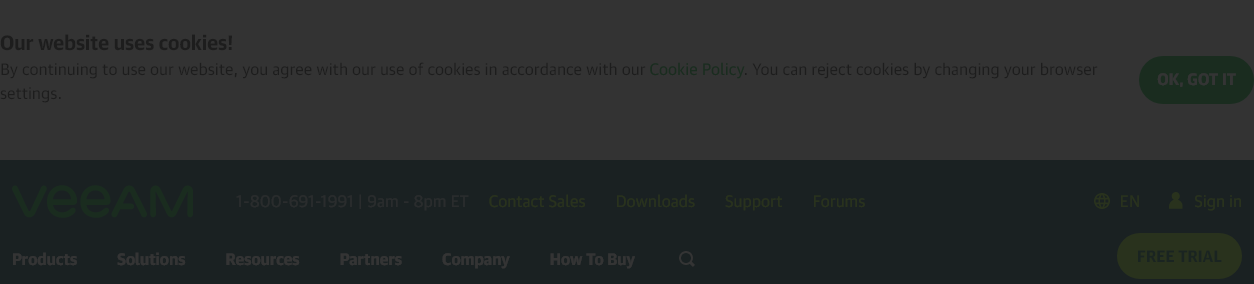 Our website uses cookies!
By continuing to use our website, you agree with our use of cookies in accordance with our Cookie Policy. You can reject cookies by changing your browser
settings.
OK, GOT IT
veeAM 1-800-691-1991 | 9am - 8pm ET Contact Sales Downloads Support Forums EN Sign in
Products Solutions Resources Partners Company How To Buy FREE TRIAL